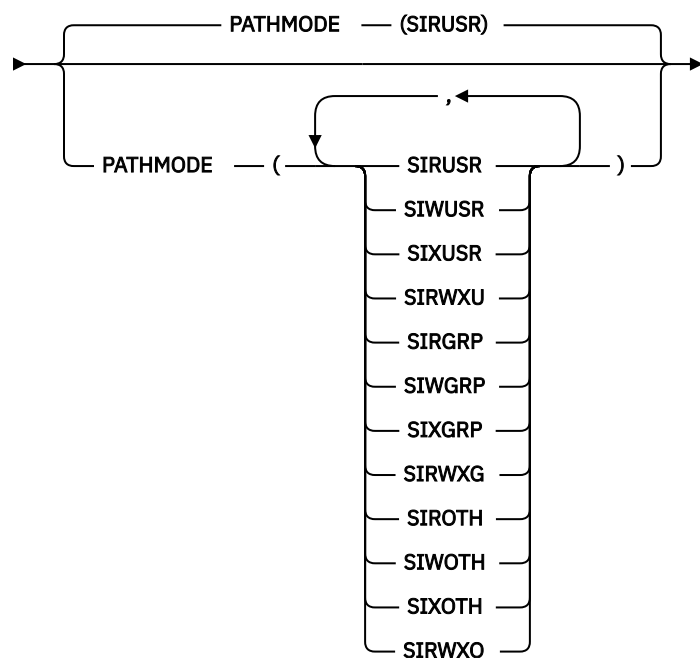 PATHMODE (SIRUSR)
,
PATHMODE ( SIRUSR )
SIWUSR
SIXUSR
SIRWXU
SIRGRP
SIWGRP
SIXGRP
SIRWXG
SIROTH
SIWOTH
SIXOTH
SIRWXO